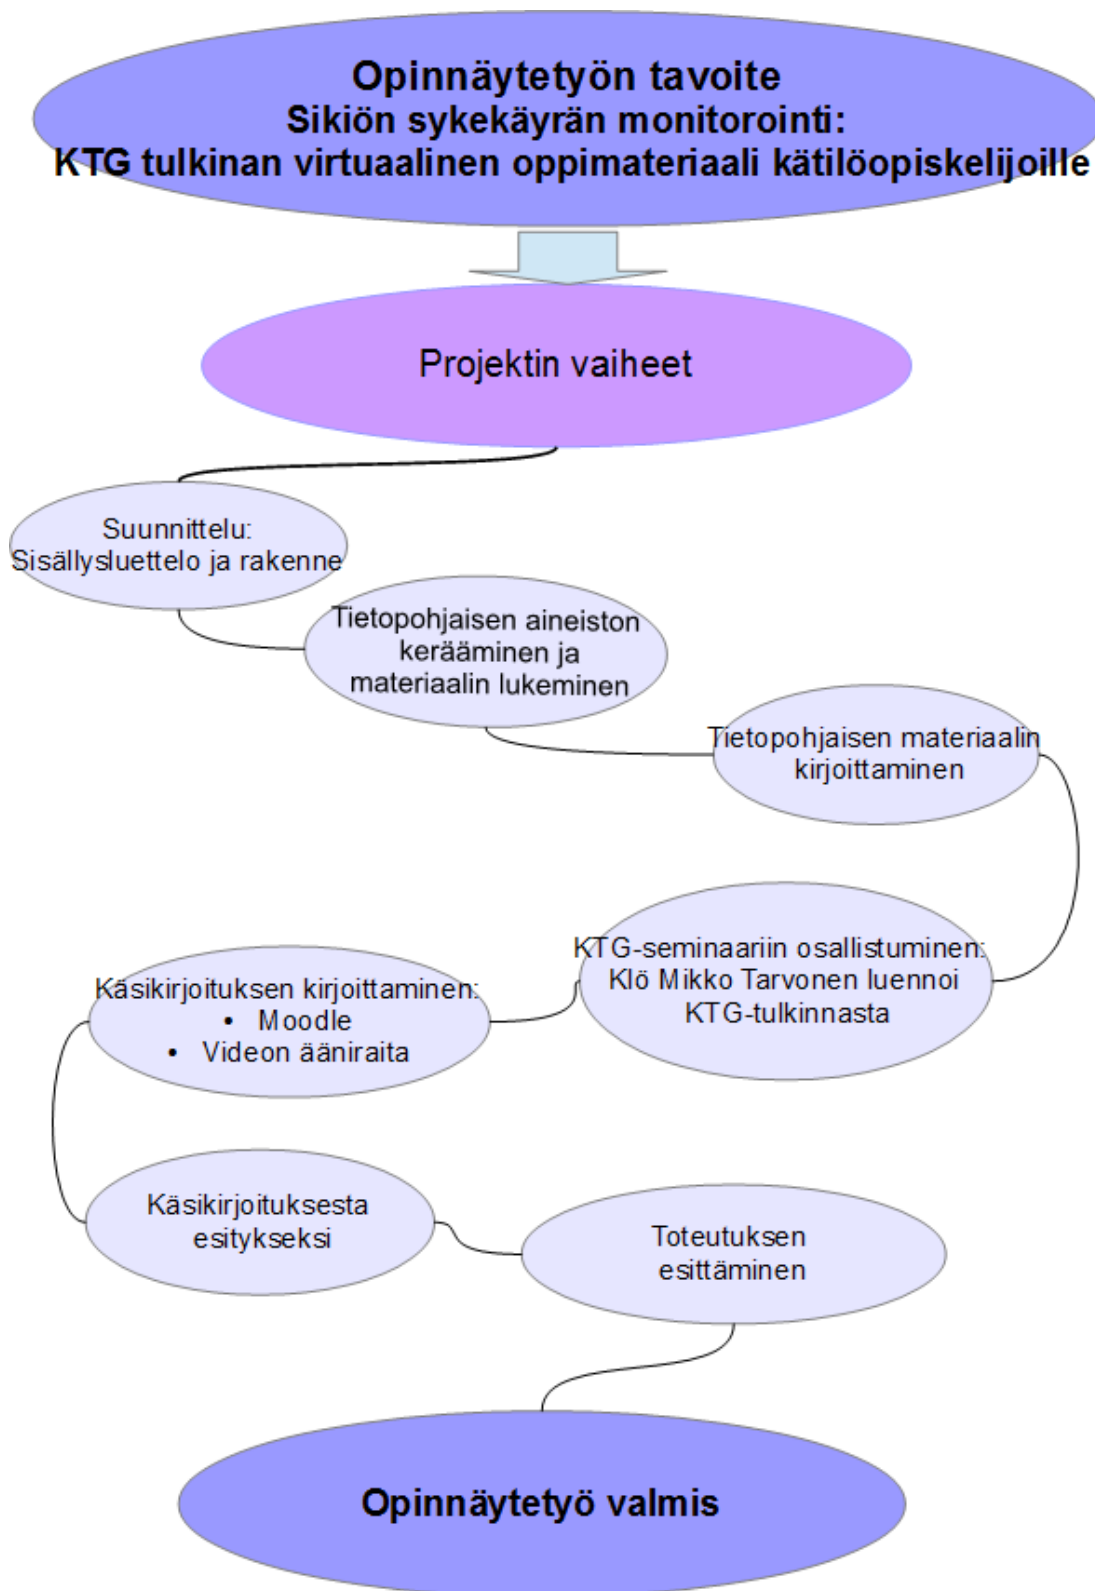 Opinnäytetyön tavoite
Sikiön sykekäyrän monitorointi:
KTG tulkinan virtuaalinen oppimateriaali kätilöopiskelijoille
Projektin vaiheet
Suunnittelu:
Sisällysluettelo ja rakenne
Tietopohjaisen aineiston
kerääminen ja
materiaalin lukeminen
Tietopohjaisen materiaalin
kirjoittaminen
KTG-seminaariin osallistuminen:
Klö Mikko Tarvonen luennoi
KTG-tulkinnasta
Käsikirjoituksen kirjoittaminen:
• Moodle
• Videon ääniraita
Käsikirjoituksesta
esitykseksi
Toteutuksen
esittäminen
Opinnäytetyö valmis